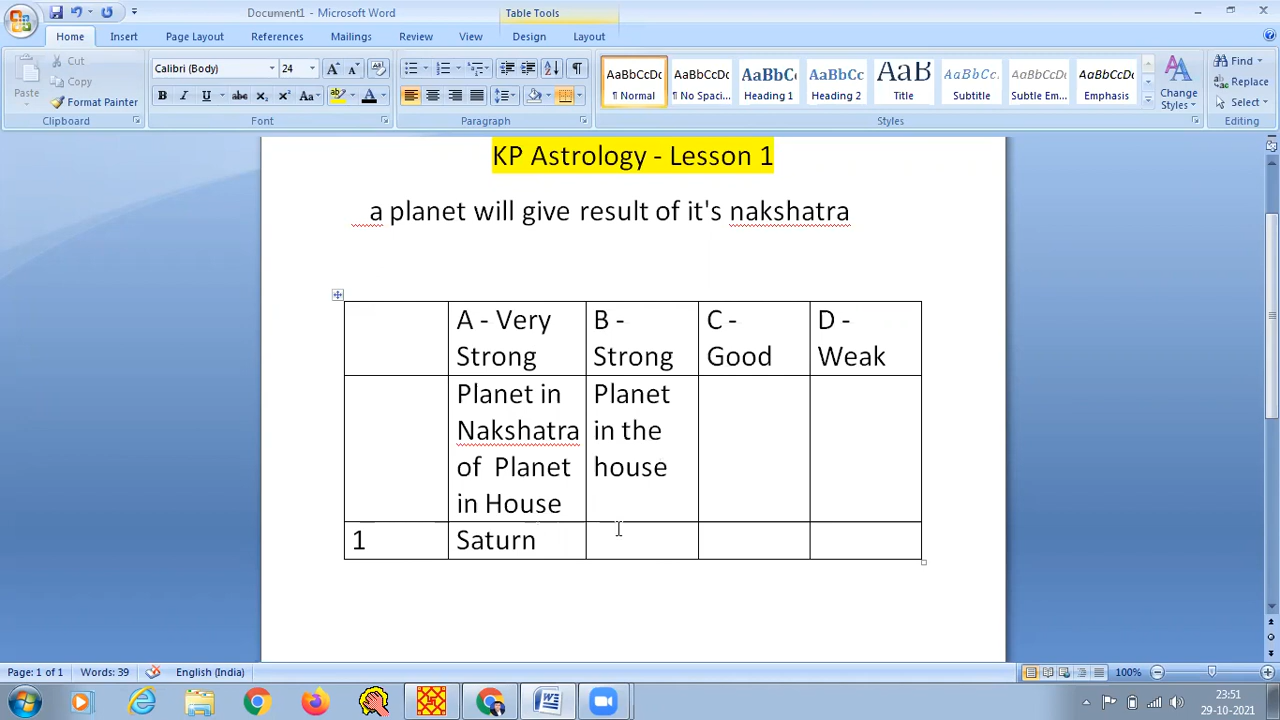 Document1 - Microsoft Word
Table Tools
Home Insert Page Layout References Mailings Review View Design Layout
Paste
Cut
Copy
Format Painter
Clipboard
Calibri (Body) 24
Font
Paragraph
AaBbCcDc AaBbCcDc AaBbC AaBbCc AaB AaBbCc. AaBbCcDc AaBbCcDc
¶ Normal ¶ No Spaci... Heading 1 Heading 2 Title Subtitle Subtle Em... Emphasis
Change Styles
Styles
Find
Replace
Select
Editing
KP Astrology - Lesson 1
a planet will give result of it's nakshatra
A - Very Strong
B - Strong
C - Good
D - Weak
Planet in
Nakshatra
of Planet
in House
Planet
in the
house
1 Saturn
Page: 1 of 1 Words: 39 English (India) 100%
23:51
29-10-2021